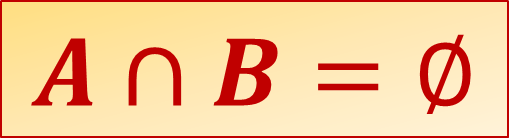 A ∩ B = ∅